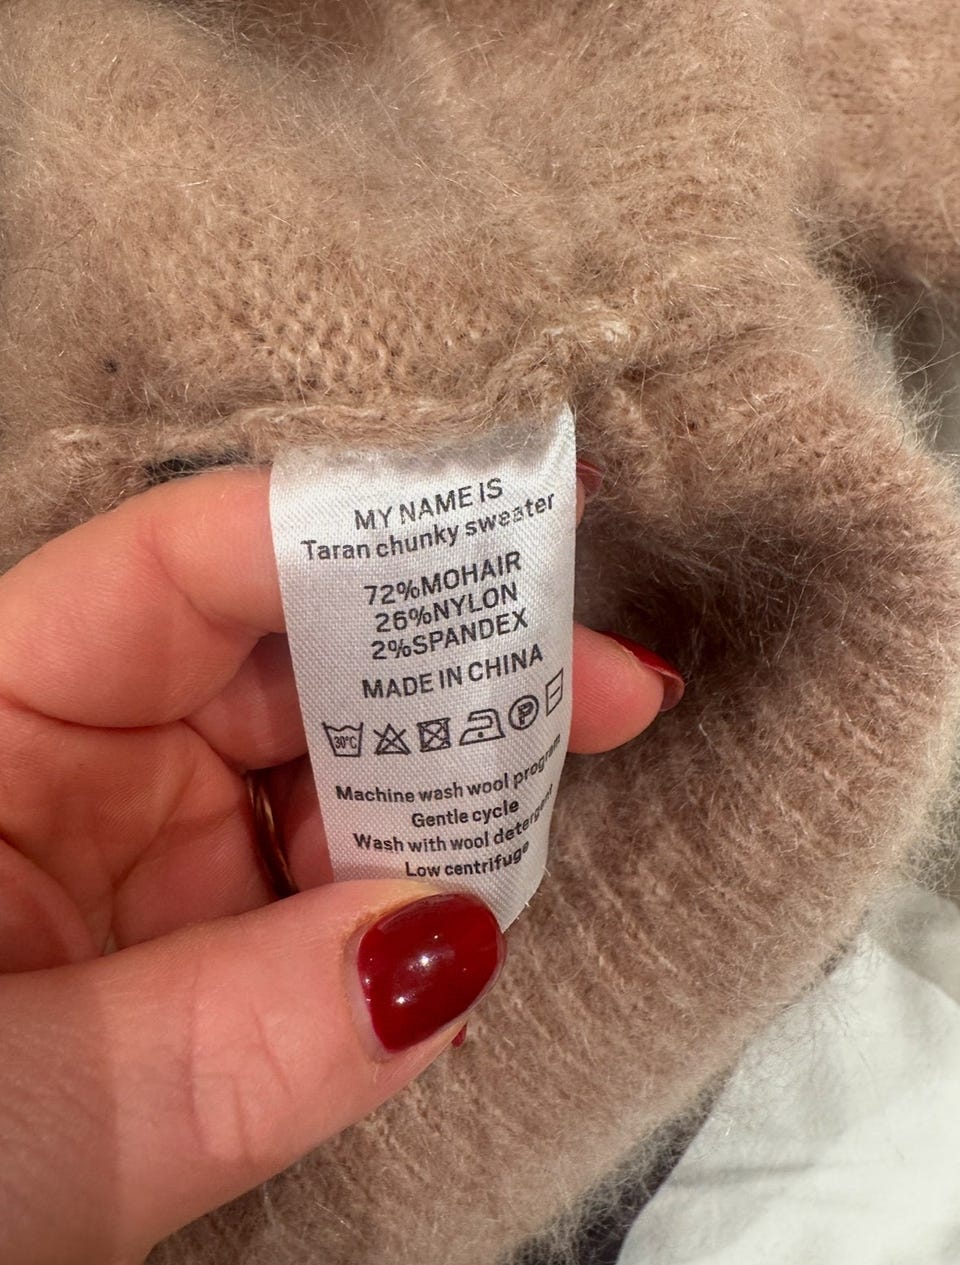 MY NAME IS
Taran chunky sweater
72%MOHAIR
26%NYLON
2%SPANDEX
MADE IN CHINA
30°C P
Machine wash wool program
Gentle cycle
Wash with wool detergent
Low centrifuge